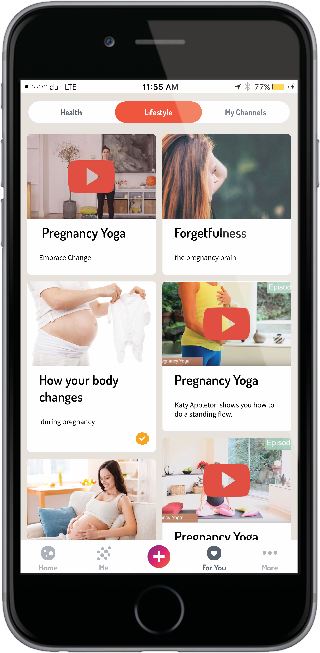 LTE
11:55 AM
77%
Health
Lifestyle
My Channels
Pregnancy Yoga
Embrace Change
Forgetfulness
the pregnancy brain
How your body
changes
during pregnancy
Episod
Pregnancy Yoga
Katy Appleton shows you how to
do a standing flow.
Episod
Pregnancy Yoga
Home
Me
For You
More